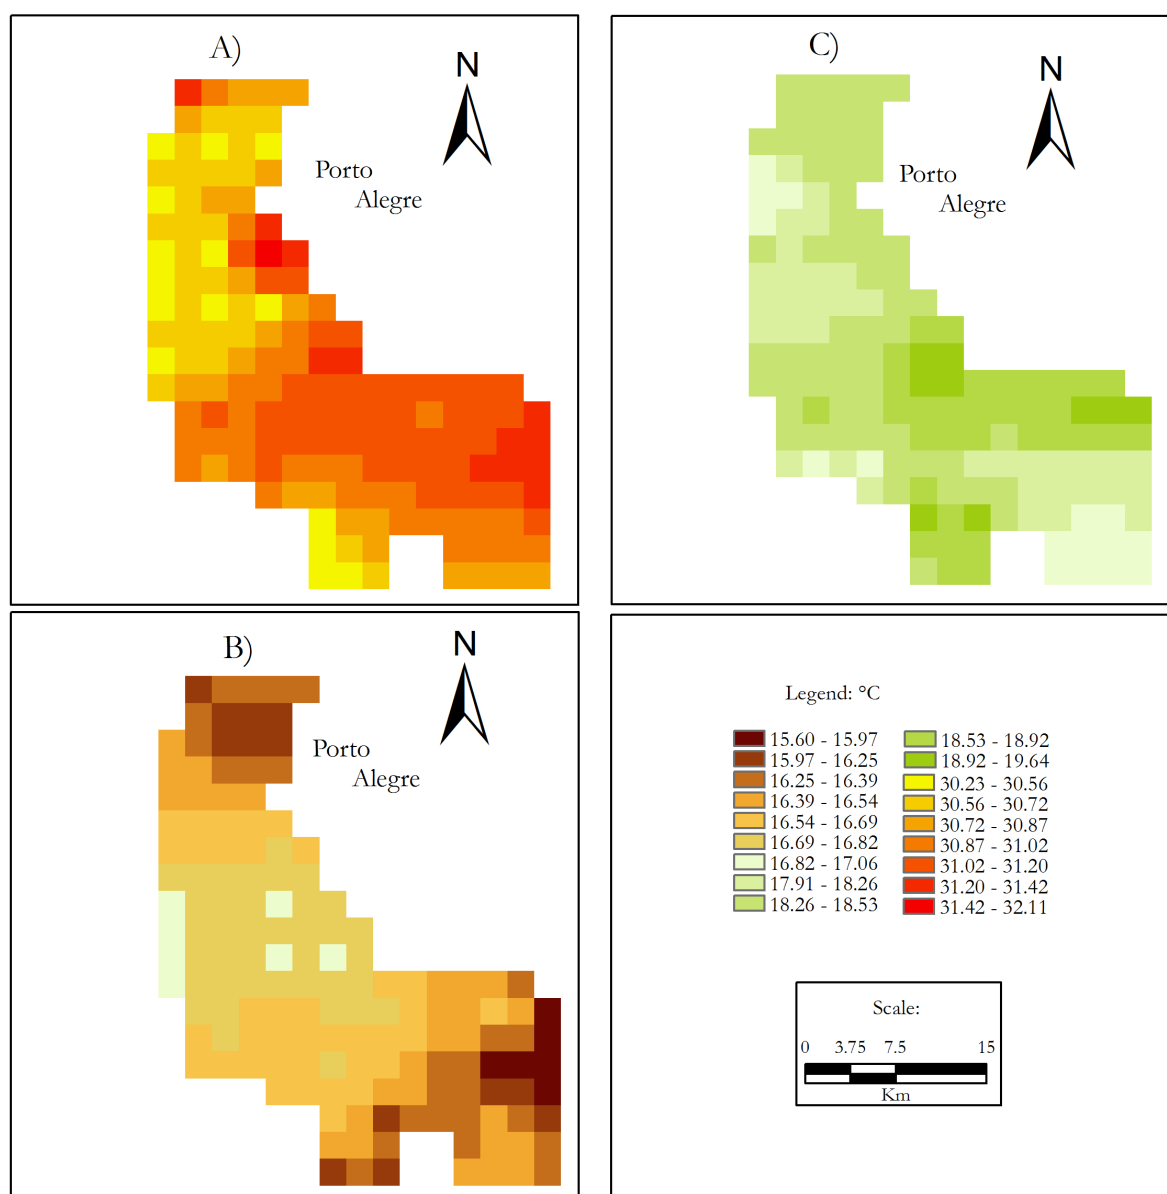 A)
N
Porto
Alegre
C)
N
Porto
Alegre
B)
N
Porto
Alegre
Legend: °C
15.60 - 15.97
15.97 - 16.25
16.25 - 16.39
16.39 - 16.54
16.54 - 16.69
16.69 - 16.82
16.82 - 17.06
17.91 - 18.26
18.26 - 18.53
18.53 - 18.92
18.92 - 19.64
30.23 - 30.56
30.56 - 30.72
30.72 - 30.87
30.87 - 31.02
31.02 - 31.20
31.20 - 31.42
31.42 - 32.11
Scale:
0 3.75 7.5 15
Km